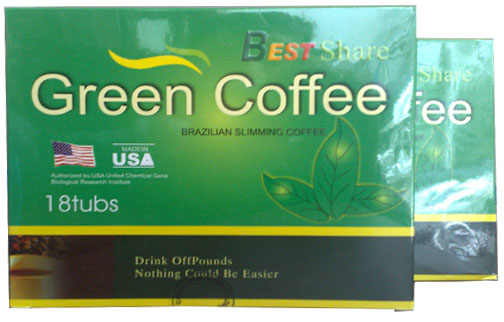 BEST Share
Green Coffee
BRAZILIAN SLIMMING COFFEE
MADE IN
USA
Authorized by:USA United Chemical Gene
Biological Research Institute
18tubs
Drink OffPounds
Nothing Could Be Easier
Share
fee